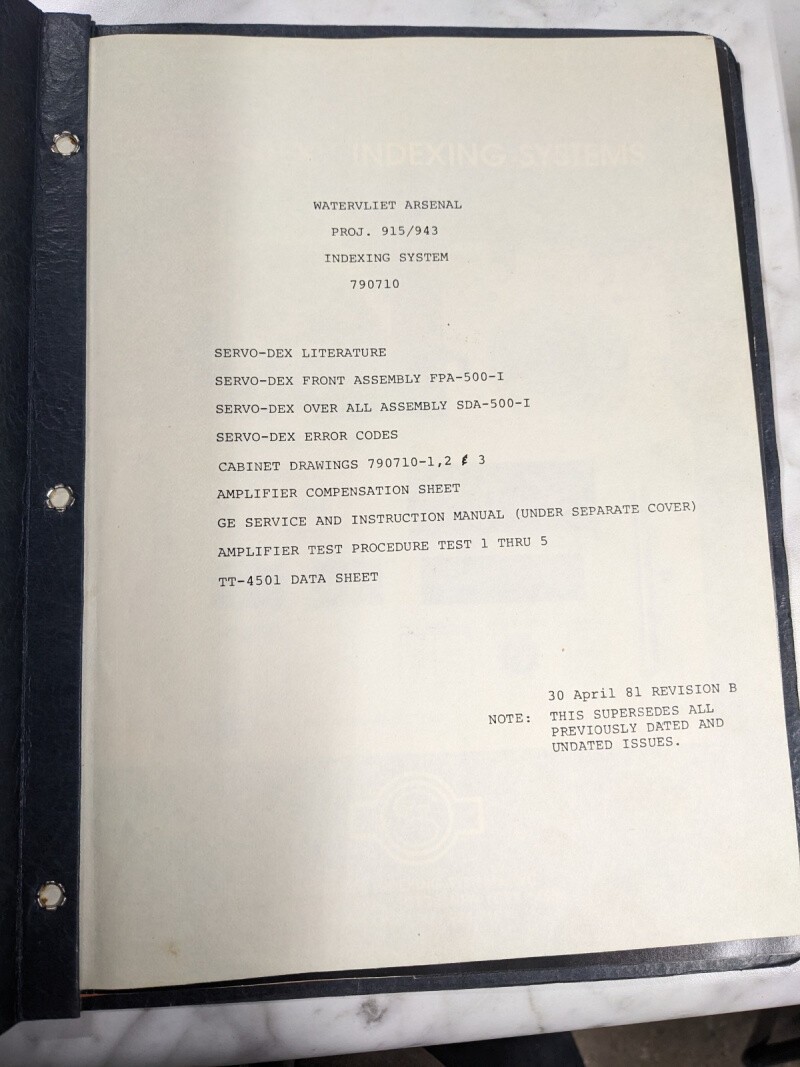 INDEXING SYSTEMS
WATERVLIET ARSENAL
PROJ. 915/943
INDEXING SYSTEM
790710
SERVO-DEX LITERATURE
SERVO-DEX FRONT ASSEMBLY FPA-500-I
SERVO-DEX OVER ALL ASSEMBLY SDA-500-I
SERVO-DEX ERROR CODES
CABINET DRAWINGS 790710-1,2 & 3
AMPLIFIER COMPENSATION SHEET
GE SERVICE AND INSTRUCTION MANUAL (UNDER SEPARATE COVER)
AMPLIFIER TEST PROCEDURE TEST 1 THRU 5
TT-4501 DATA SHEET
30 April 81 REVISION B
NOTE: THIS SUPERSEDES ALL
PREVIOUSLY DATED AND
UNDATED ISSUES.